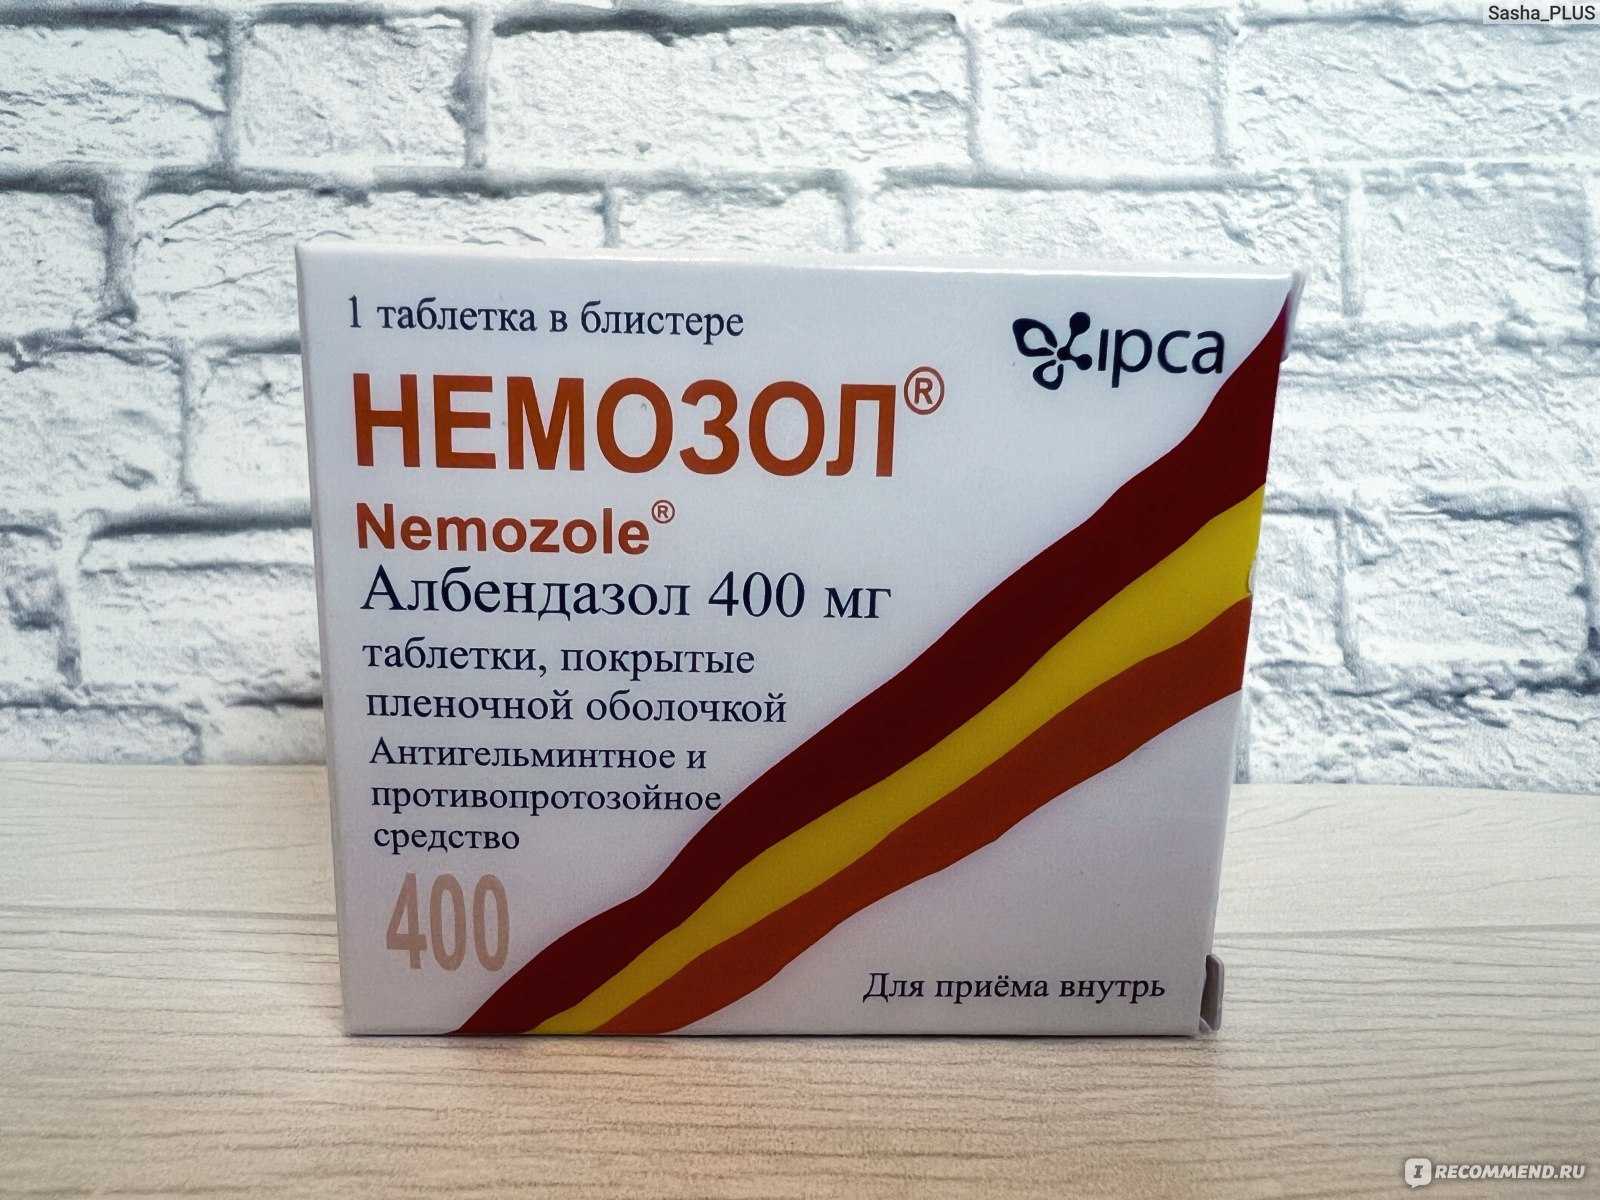 Sasha_PLUS
1 таблетка в блистере
ipca
НЕМОЗОЛ®
Nemozole®
Албендазол 400 мг
таблетки, покрытые
пленочной оболочкой
Антигельминтное и
противопротозойное
средство
400
Для приёма внутрь
I RECOMMEND.RU